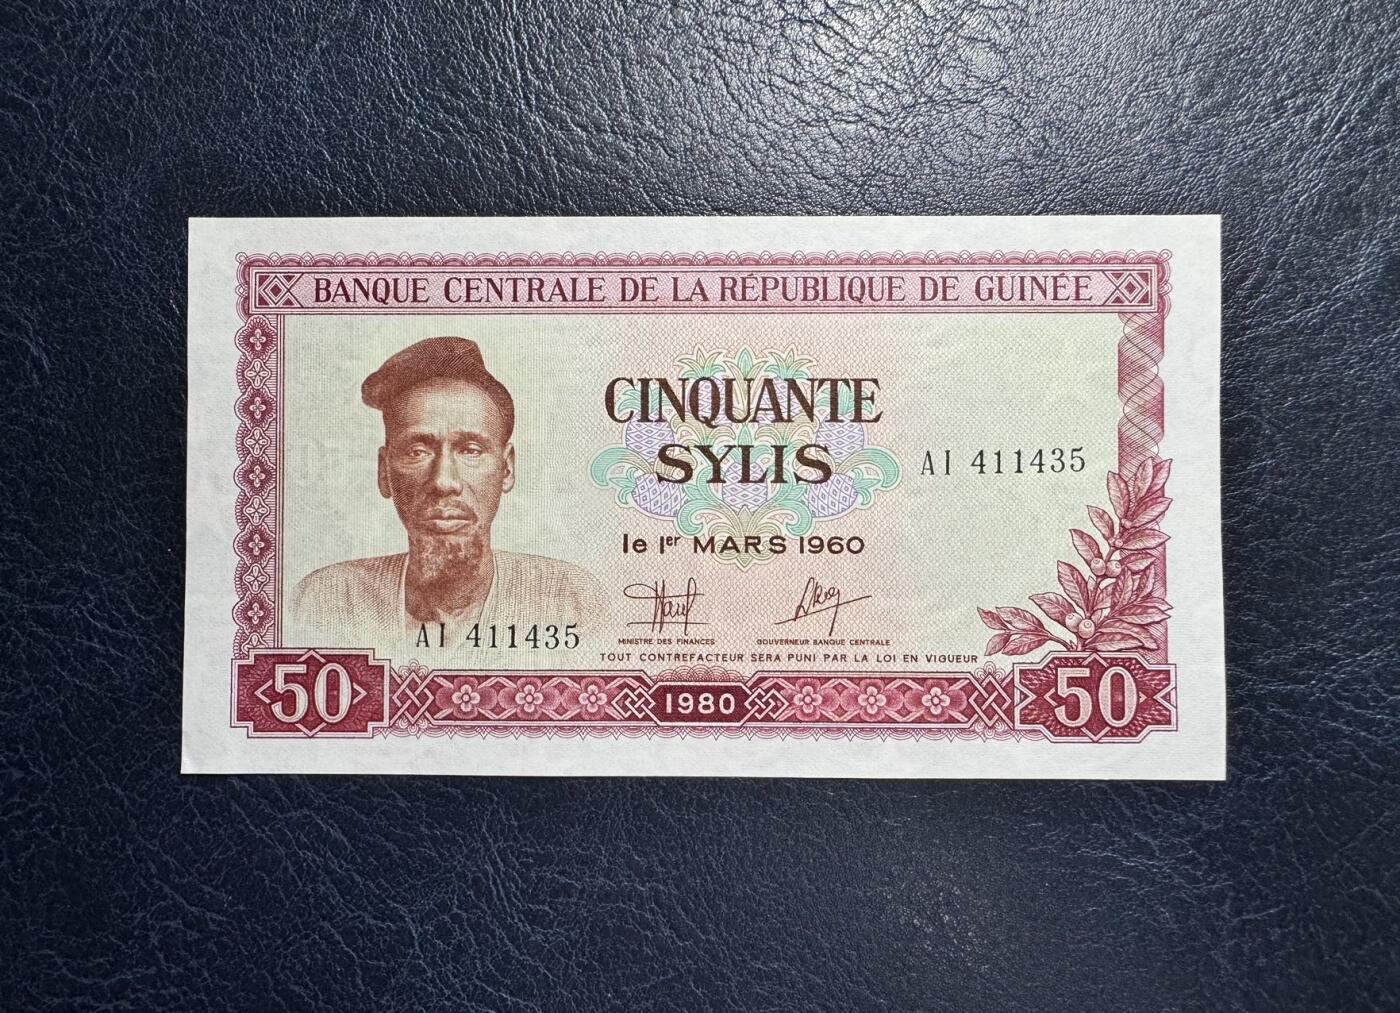 BANQUE CENTRALE DE LA RÉPUBLIQUE DE GUINÉE
CINQUANTE
SYLIS
AI 411435
le 1er MARS 1960
MINISTRE DES FINANCES GOUVERNEUR BANQUE CENTRALE
AI 411435
TOUT CONTREFACTEUR SERA PUNI PAR LA LOI EN VIGUEUR
50 1980 50